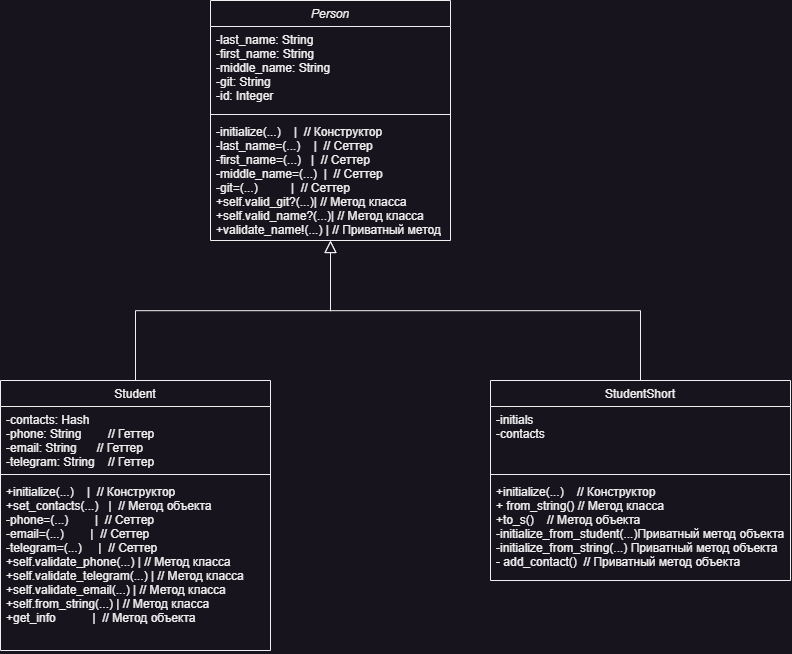 Person
-last_name: String
-first_name: String
-middle_name: String
-git: String
-id: Integer
-initialize(...) | // Конструктор
-last_name=(...) | // Сеттер
-first_name=(...) | // Сеттер
-middle_name=(...) | // Сеттер
-git=(...) | // Сеттер
+self.valid_git?(...)| // Метод класса
+self.valid_name?(...)| // Метод класса
+validate_name!(...) | // Приватный метод
Student
-contacts: Hash
-phone: String // Геттер
-email: String // Геттер
-telegram: String // Геттер
+initialize(...) | // Конструктор
+set_contacts(...) | // Метод объекта
-phone=(...) | // Сеттер
-email=(...) | // Сеттер
-telegram=(...) | // Сеттер
+self.validate_phone(...) | // Метод класса
+self.validate_telegram(...) | // Метод класса
+self.validate_email(...) | // Метод класса
+self.from_string(...) | // Метод класса
+get_info | // Метод объекта
StudentShort
-initials
-contacts
+initialize(...) // Конструктор
+ from_string() // Метод класса
+to_s() // Метод объекта
-initialize_from_student(...)Приватный метод объекта
-initialize_from_string(...) Приватный метод объекта
- add_contact() // Приватный метод объекта